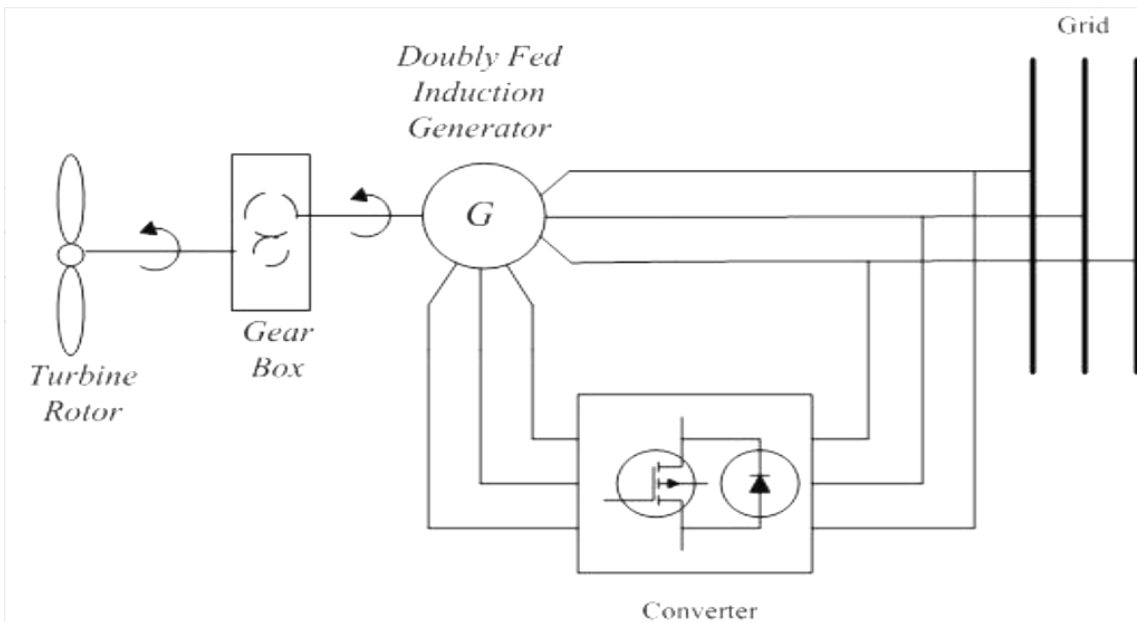 Grid
Doubly Fed
Induction
Generator
G
Gear
Box
Turbine
Rotor
Converter